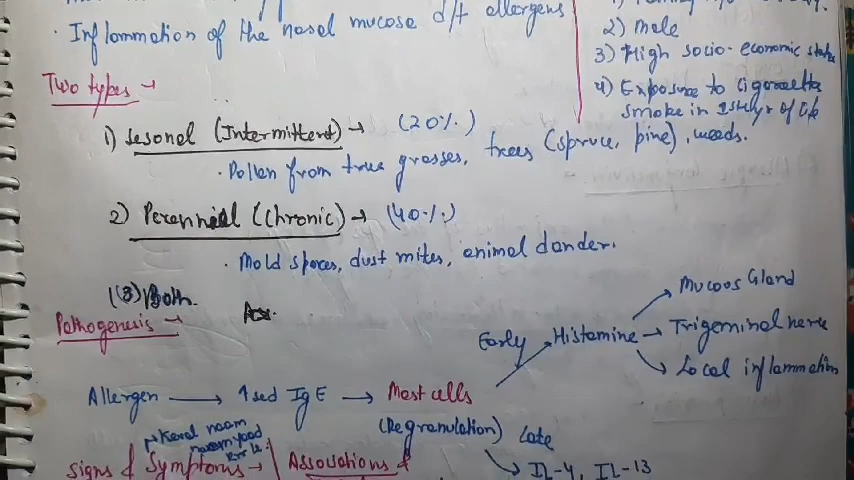 · Inflammation of the nasal mucosa d/t allergens
2) Male
3) High socio-economic status
4) Exposure to Cigarette
smoke in 1st yr of life
Two types →
1) Sesonal (Intermittent) → (20%)
· Pollen from true grasses, trees (spruce, pine), weeds.
2) Perennial (Chronic) → (40%)
· Mold spores, dust mites, animal dander.
(3) Both.
Pathogenesis →
Mucous Gland
Early Histamine → Trigeminal nerve
Local inflammation
Allergen → ↑sed IgE → Mast cells
(Degranulation) Late
IL-4, IL-13
Signs & Symptoms → Associations &